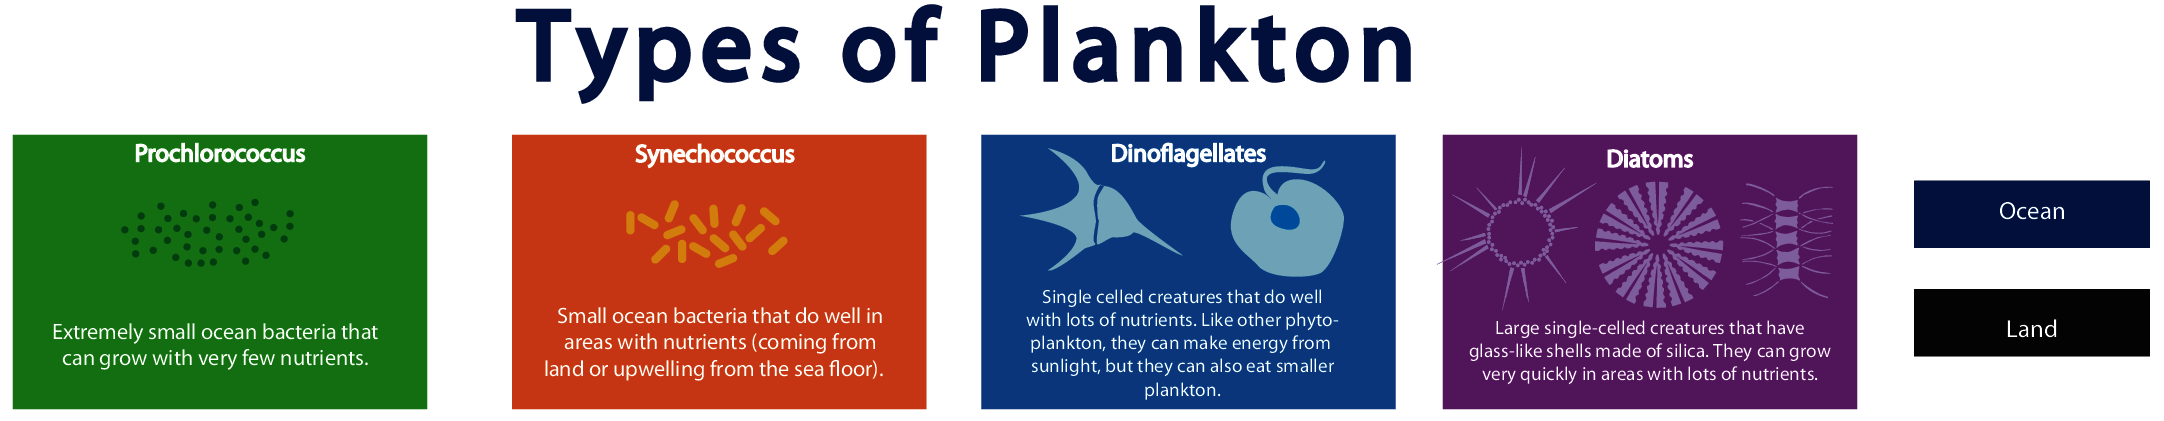 Types of Plankton
Prochlorococcus
Extremely small ocean bacteria that
can grow with very few nutrients.
Synechococcus
Small ocean bacteria that do well in
areas with nutrients (coming from
land or upwelling from the sea floor).
Dinoflagellates
Single celled creatures that do well
with lots of nutrients. Like other phyto-
plankton, they can make energy from
sunlight, but they can also eat smaller
plankton.
Diatoms
Large single-celled creatures that have
glass-like shells made of silica. They can grow
very quickly in areas with lots of nutrients.
Ocean
Land